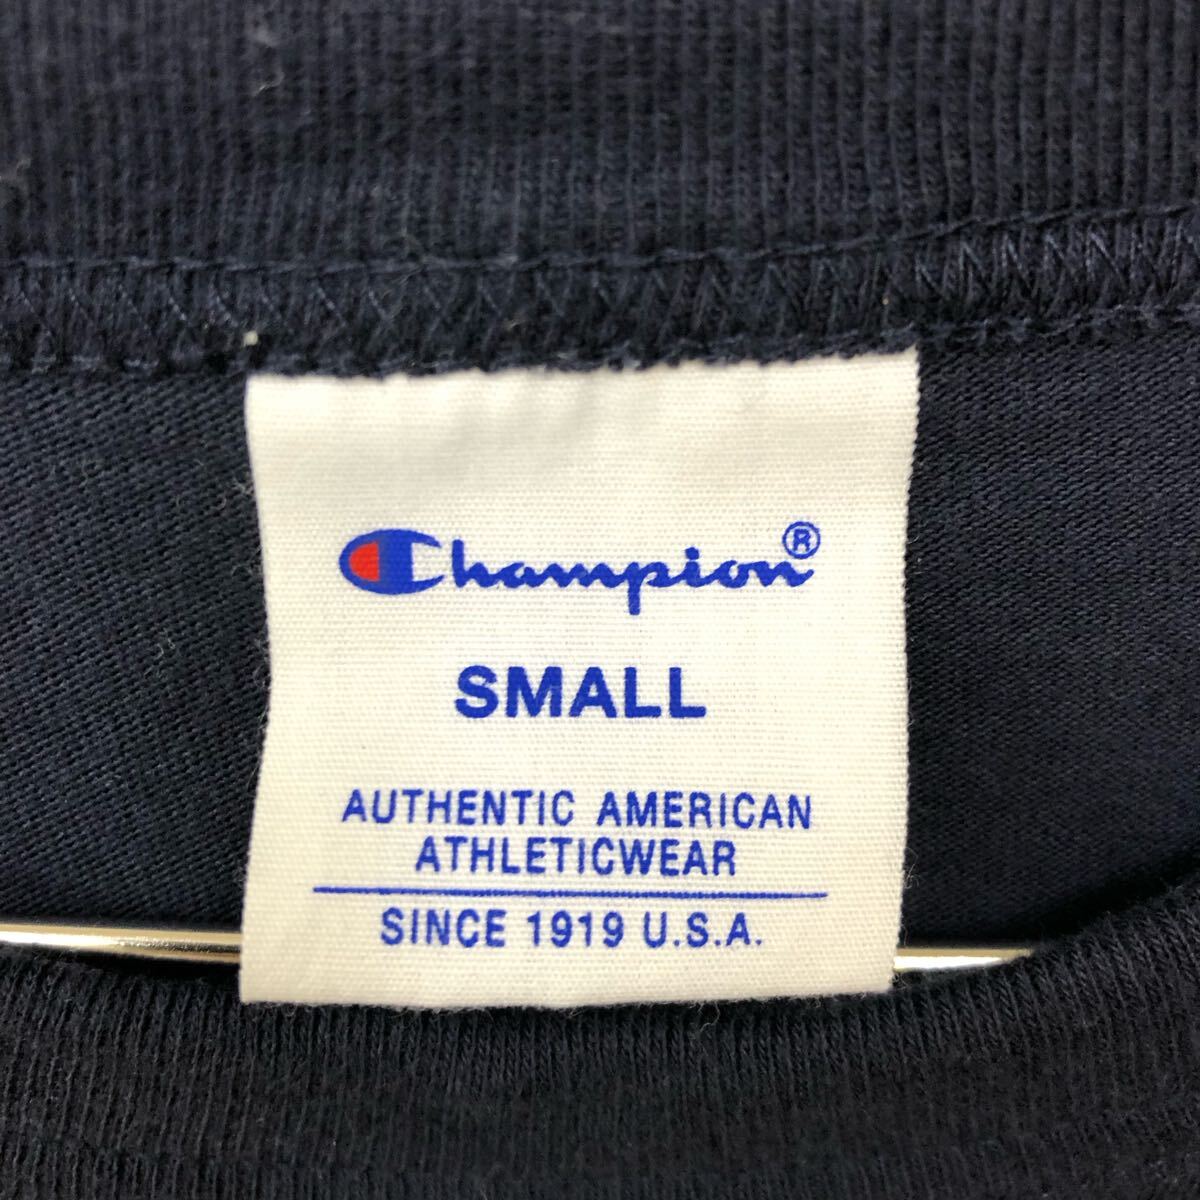 Champion®
SMALL
AUTHENTIC AMERICAN
ATHLETICWEAR
SINCE 1919 U.S.A.